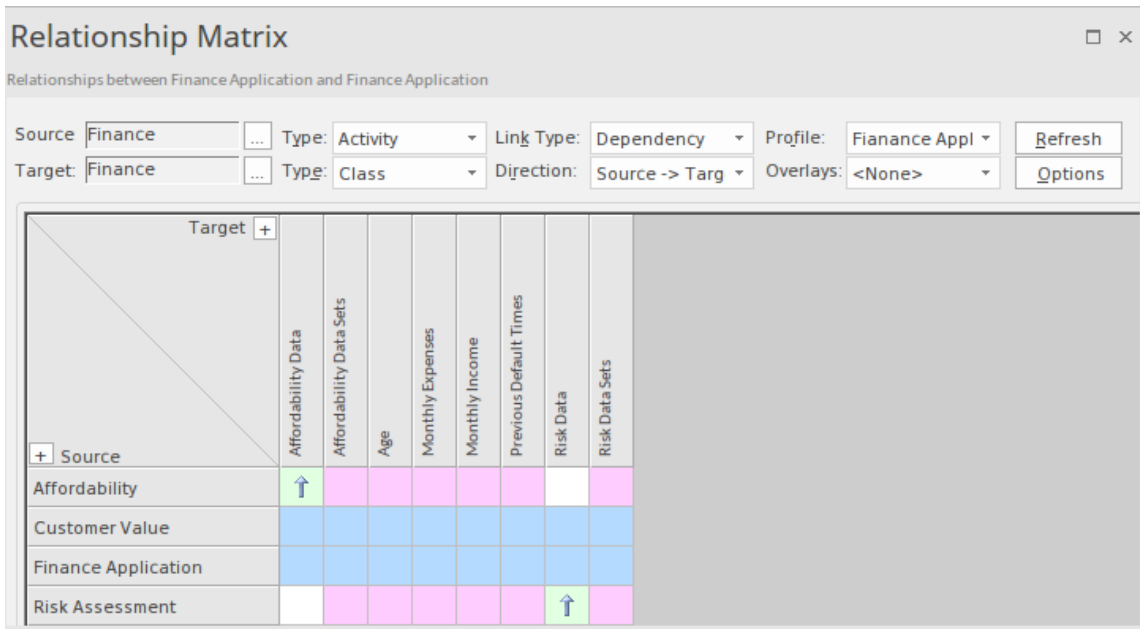 Relationship Matrix
Relationships between Finance Application and Finance Application
Source Finance ... Type: Activity Link Type: Dependency Profile: Fianance Appl Refresh
Target: Finance ... Type: Class Direction: Source -> Targ Overlays: <None> Options
Target +
+ Source
Affordability Data
Affordability Data Sets
Age
Monthly Expenses
Monthly Income
Previous Default Times
Risk Data
Risk Data Sets
Affordability
Customer Value
Finance Application
Risk Assessment